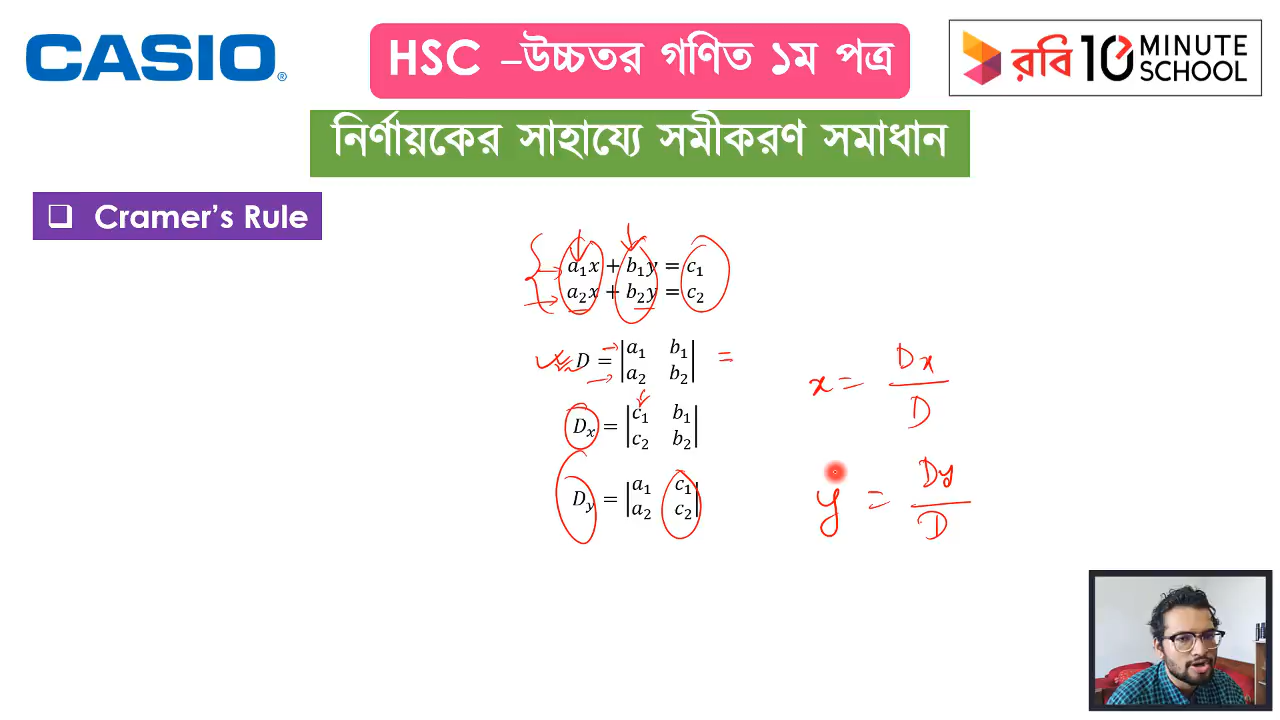 CASIO®
HSC –উচ্চতর গণিত ১ম পত্র
রবি 10 MINUTE SCHOOL
নির্ণায়কের সাহায্যে সমীকরণ সমাধান
❑ Cramer's Rule
a₁x + b₁y = c₁
a₂x + b₂y = c₂
D = |a₁ b₁|
|a₂ b₂| =
Dₓ = |c₁ b₁|
|c₂ b₂|
x = Dx / D
D_y = |a₁ c₁|
|a₂ c₂|
y = Dy / D